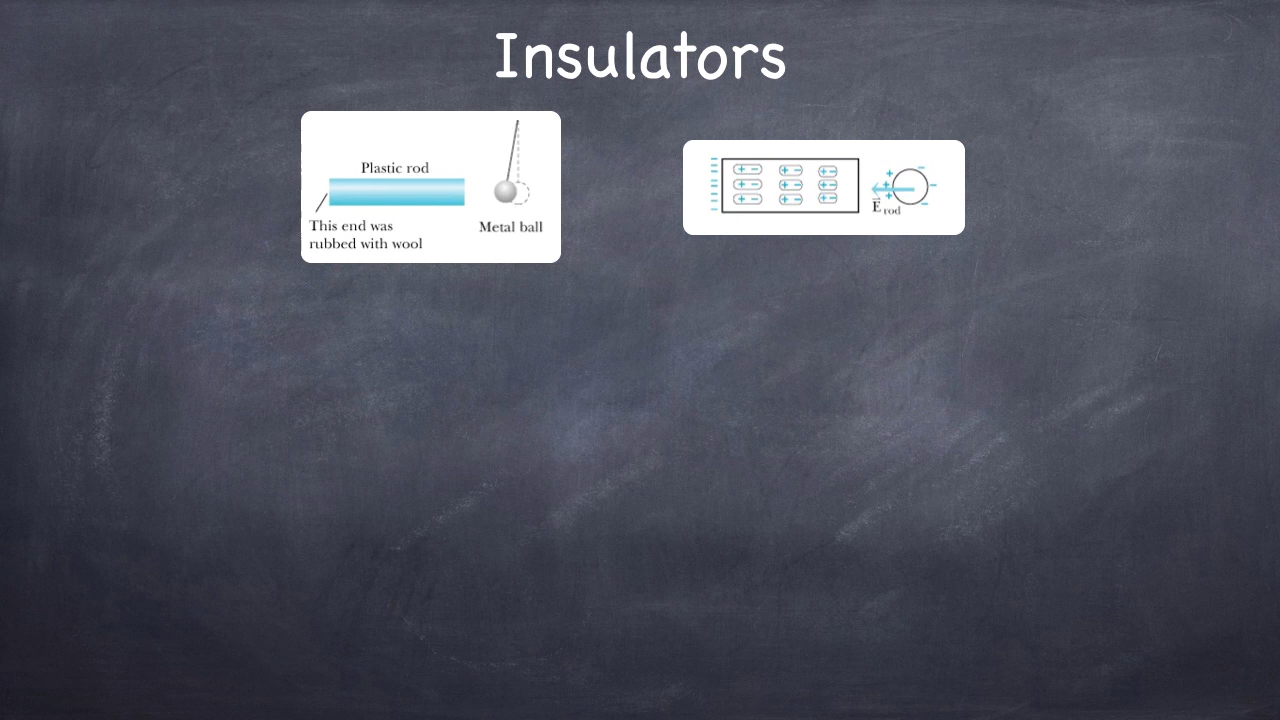 Insulators
Plastic rod
This end was
rubbed with wool
Metal ball
E rod